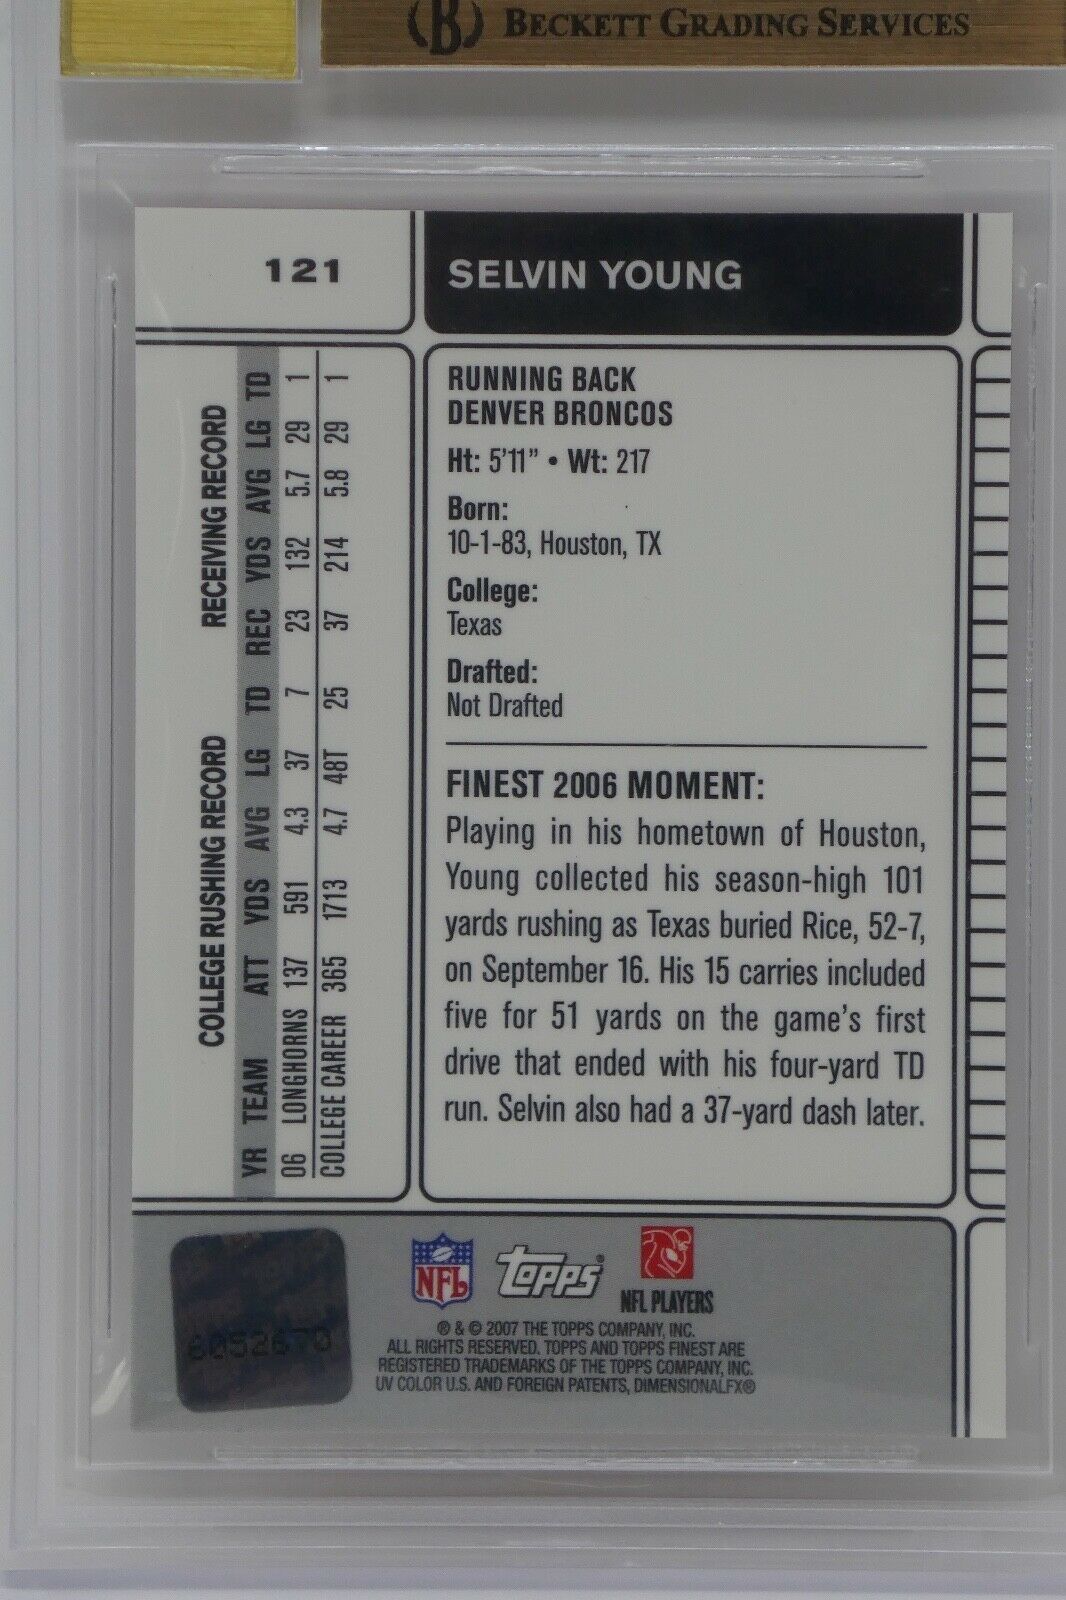 B BECKETT GRADING SERVICES
121
SELVIN YOUNG
COLLEGE RUSHING RECORD RECEIVING RECORD
YR TEAM ATT YDS AVG LG TD REC YDS AVG LG TD
06 LONGHORNS 137 591 4.3 37 7 23 132 5.7 29 1
COLLEGE CAREER 365 1713 4.7 48T 25 37 214 5.8 29 1
RUNNING BACK
DENVER BRONCOS
Ht: 5'11" • Wt: 217
Born:
10-1-83, Houston, TX
College:
Texas
Drafted:
Not Drafted
FINEST 2006 MOMENT:
Playing in his hometown of Houston,
Young collected his season-high 101
yards rushing as Texas buried Rice, 52-7,
on September 16. His 15 carries included
five for 51 yards on the game's first
drive that ended with his four-yard TD
run. Selvin also had a 37-yard dash later.
6052670
NFL
topps®
NFL PLAYERS
® & © 2007 THE TOPPS COMPANY, INC.
ALL RIGHTS RESERVED. TOPPS AND TOPPS FINEST ARE
REGISTERED TRADEMARKS OF THE TOPPS COMPANY, INC.
UV COLOR U.S. AND FOREIGN PATENTS, DIMENSIONALFX®